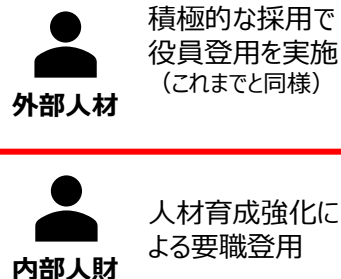 積極的な採用で
役員登用を実施
（これまでと同様）
外部人材
人材育成強化に
よる要職登用
内部人財